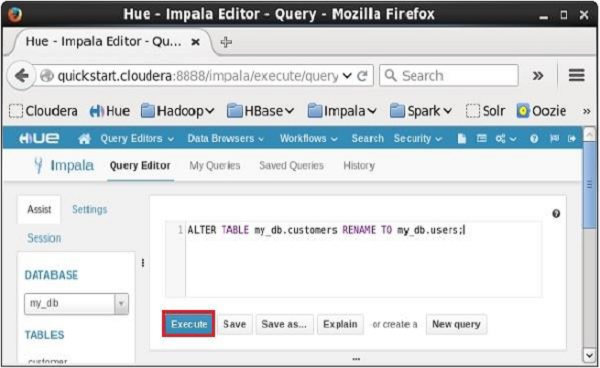 Hue - Impala Editor - Query - Mozilla Firefox
Hue - Impala Editor - Qu...
quickstart.cloudera:8888/impala/execute/query
Search
Cloudera Hue Hadoop HBase Impala Spark Solr Oozie »
HUE Query Editors Data Browsers Workflows Search Security
Impala Query Editor My Queries Saved Queries History
Assist Settings
Session
DATABASE
my_db
TABLES
customer
1 ALTER TABLE my_db.customers RENAME TO my_db.users;
Execute Save Save as... Explain or create a New query